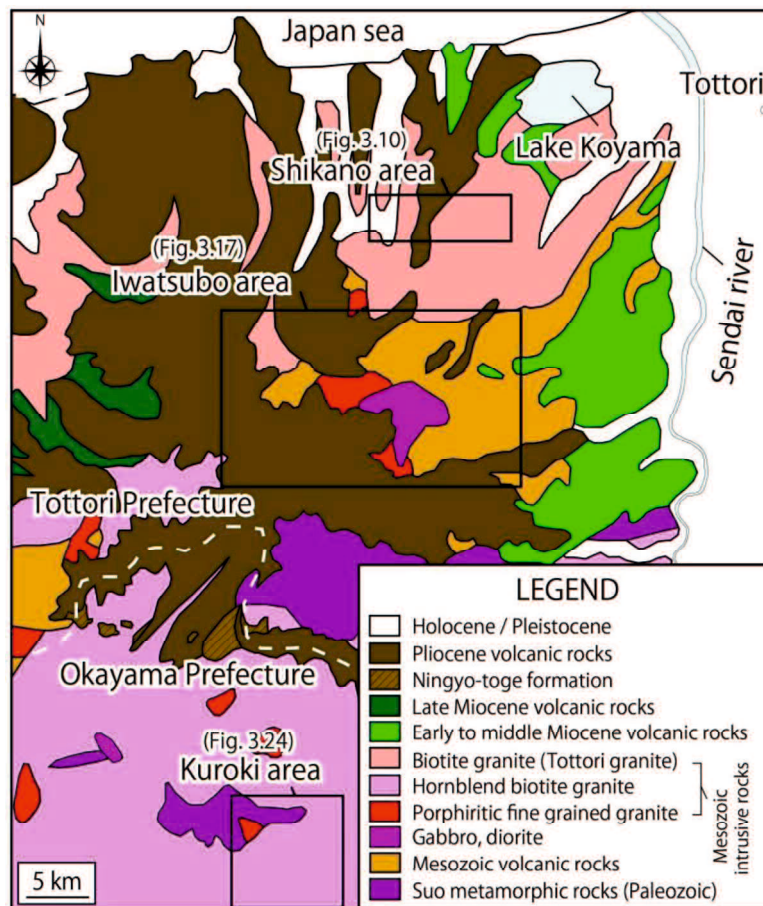 N
Japan sea
Tottori
(Fig. 3.10)
Shikano area
Lake Koyama
(Fig. 3.17)
Iwatsubo area
Sendai river
Tottori Prefecture
Okayama Prefecture
(Fig. 3.24)
Kuroki area
5 km
LEGEND
Holocene / Pleistocene
Pliocene volcanic rocks
Ningyo-toge formation
Late Miocene volcanic rocks
Early to middle Miocene volcanic rocks
Biotite granite (Tottori granite)
Hornblend biotite granite
Porphiritic fine grained granite
Gabbro, diorite
Mesozoic volcanic rocks
Suo metamorphic rocks (Paleozoic)
Mesozoic
intrusive rocks